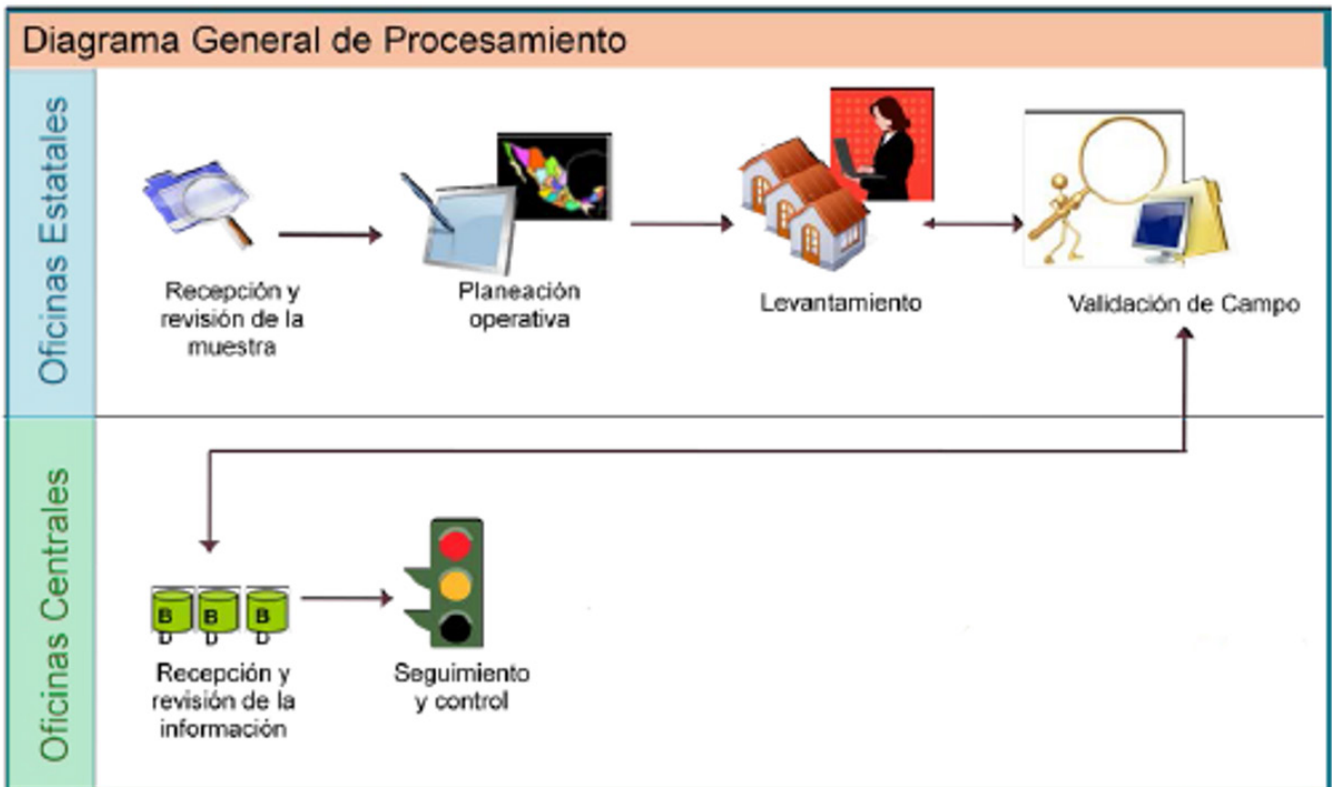 Diagrama General de Procesamiento
Oficinas Estatales
Recepción y
revisión de la
muestra
Planeación
operativa
Levantamiento
Validación de Campo
Oficinas Centrales
B B B
D D D
Recepción y
revisión de la
información
Seguimiento
y control